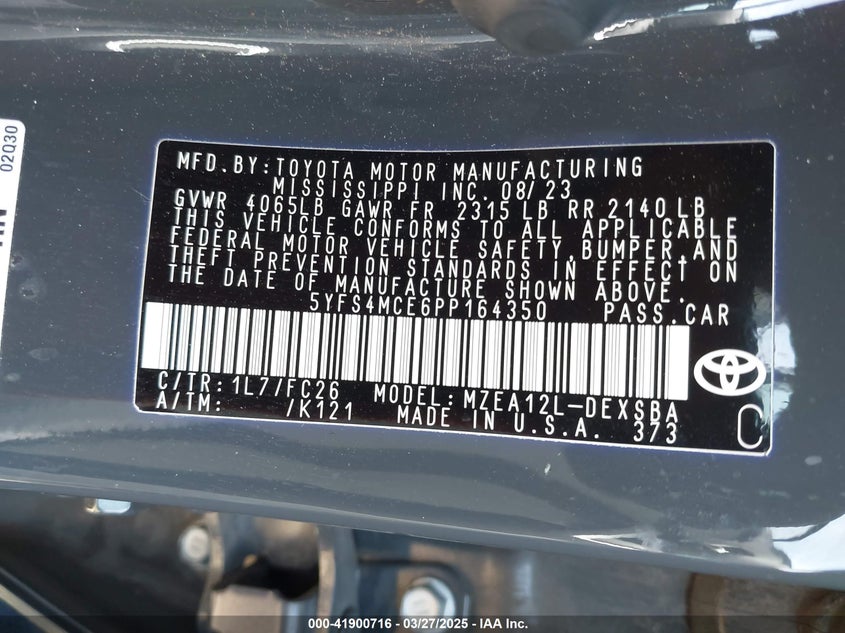 02Q30
MFD.BY:TOYOTA MOTOR MANUFACTURING
MISSISSIPPI INC. 08/23
GVWR 4065LB GAWR FR 2315 LB RR 2140 LB
THIS VEHICLE CONFORMS TO ALL APPLICABLE
FEDERAL MOTOR VEHICLE SAFETY,BUMPER,AND
THEFT PREVENTION STANDARDS IN EFFECT ON
THE DATE OF MANUFACTURE SHOWN ABOVE.
5YFS4MCE6PP164350 PASS.CAR
C/TR:1L7/FC26 MODEL:MZEA12L-DEXSBA
A/TM: /K121 MADE IN U.S.A. 373
C
000-41900716 - 03/27/2025 - IAA Inc.